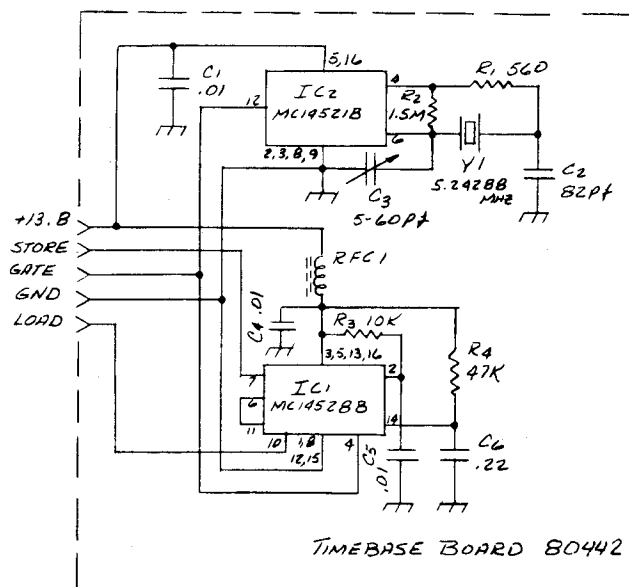 5,16
C1
.01
4
R1 560
IC2
MC14521B
12
R2
1.5M
6
2,3,8,9
Y1
5.24288
MHZ
C2
82Pf
C3
5-60Pf
+13.8
STORE
GATE
GND
LOAD
RFC1
C4 .01
R3 10K
3,5,13,16
R4
47K
7
2
IC1
MC14528B
6
11
14
10
1,8
12,15
4
C5
.01
C6
.22
TIMEBASE BOARD 80442